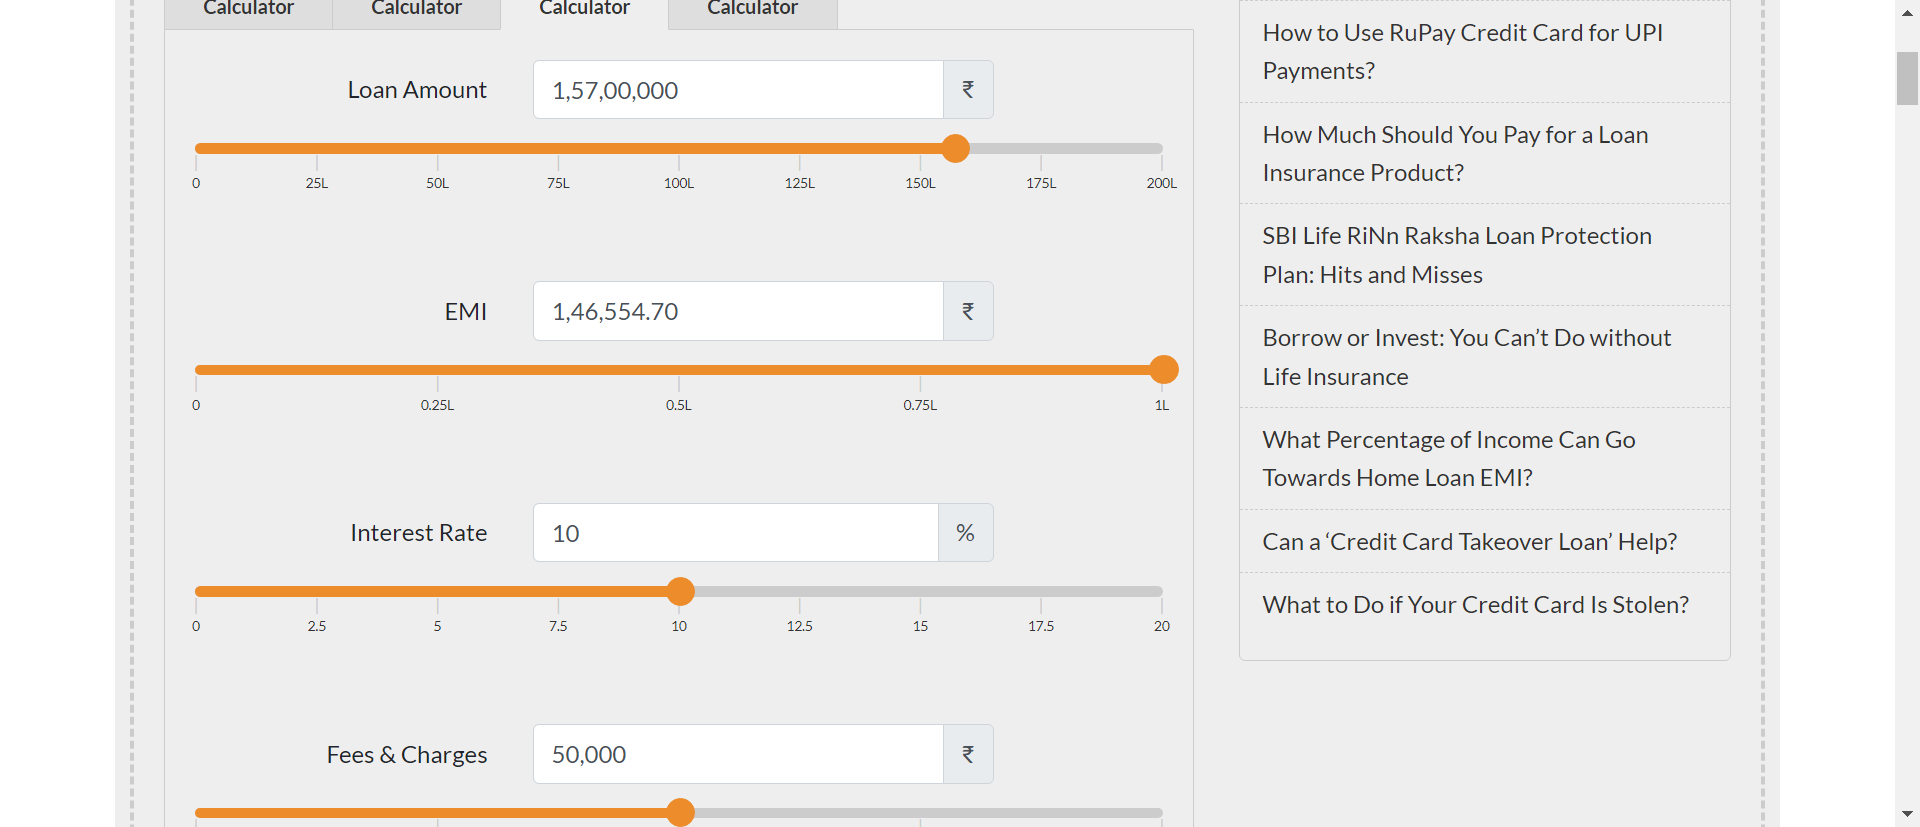 Calculator Calculator Calculator Calculator
Loan Amount 1,57,00,000 ₹
0 25L 50L 75L 100L 125L 150L 175L 200L
EMI 1,46,554.70 ₹
0 0.25L 0.5L 0.75L 1L
Interest Rate 10 %
0 2.5 5 7.5 10 12.5 15 17.5 20
Fees & Charges 50,000 ₹
How to Use RuPay Credit Card for UPI
Payments?
How Much Should You Pay for a Loan
Insurance Product?
SBI Life RiNn Raksha Loan Protection
Plan: Hits and Misses
Borrow or Invest: You Can’t Do without
Life Insurance
What Percentage of Income Can Go
Towards Home Loan EMI?
Can a ‘Credit Card Takeover Loan’ Help?
What to Do if Your Credit Card Is Stolen?